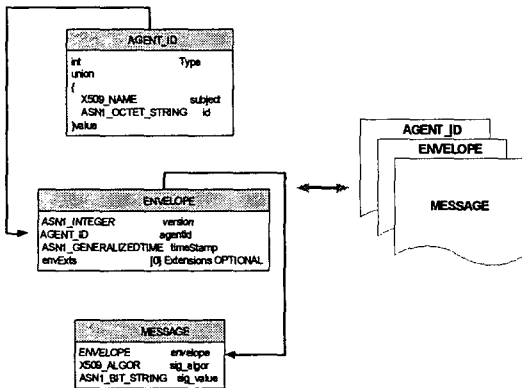 AGENT_ID
int Type
union
{
X509_NAME subject
ASN1_OCTET_STRING id
}value
ENVELOPE
ASN1_INTEGER version
AGENT_ID agentId
ASN1_GENERALIZEDTIME timeStamp
envExts [0] Extensions OPTIONAL
MESSAGE
ENVELOPE envelope
X509_ALGOR sig_algor
ASN1_BIT_STRING sig_value
AGENT_ID
ENVELOPE
MESSAGE